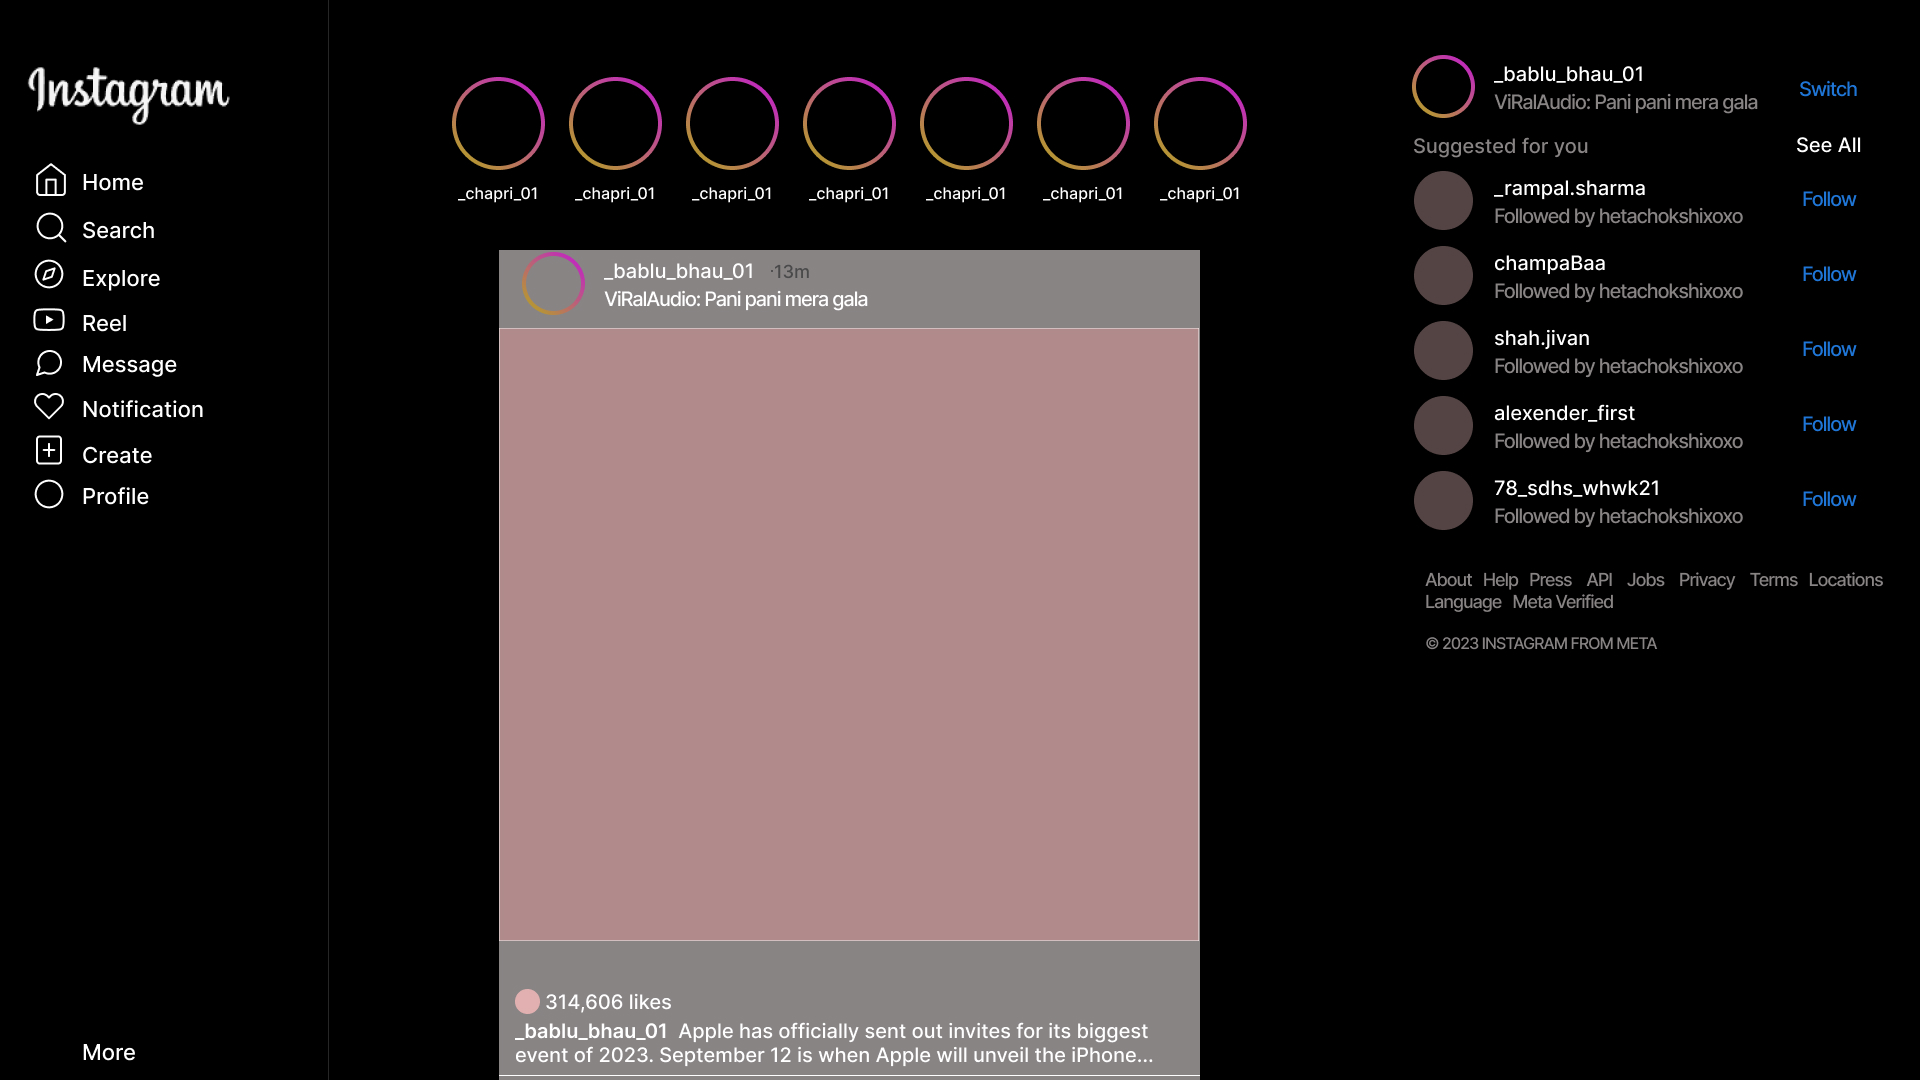 Instagram
Home
Search
Explore
Reel
Message
Notification
Create
Profile
More
_chapri_01 _chapri_01 _chapri_01 _chapri_01 _chapri_01 _chapri_01 _chapri_01
_bablu_bhau_01 ·13m
ViRalAudio: Pani pani mera gala
314,606 likes
_bablu_bhau_01 Apple has officially sent out invites for its biggest
event of 2023. September 12 is when Apple will unveil the iPhone...
_bablu_bhau_01
ViRalAudio: Pani pani mera gala
Switch
Suggested for you See All
_rampal.sharma
Followed by hetachokshixoxo
Follow
champaBaa
Followed by hetachokshixoxo
Follow
shah.jivan
Followed by hetachokshixoxo
Follow
alexender_first
Followed by hetachokshixoxo
Follow
78_sdhs_whwk21
Followed by hetachokshixoxo
Follow
About Help Press API Jobs Privacy Terms Locations
Language Meta Verified
© 2023 INSTAGRAM FROM META